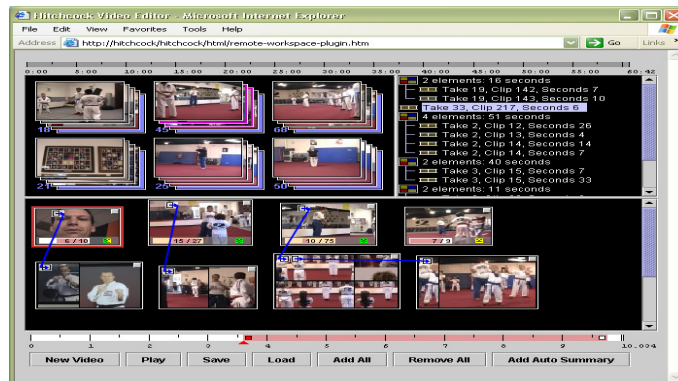 Hitchcock Video Editor - Microsoft Internet Explorer
File Edit View Favorites Tools Help
Address http://hitchcock/hitchcock/html/remote-workspace-plugin.htm Go Links
0:00 5:00 10:00 15:00 20:00 25:00 30:00 35:00 40:00 45:00 50:00 55:00 60:42
2 elements: 16 seconds
Take 19, Clip 142, Seconds 7
Take 19, Clip 143, Seconds 10
Take 33, Clip 217, Seconds 6
4 elements: 51 seconds
Take 2, Clip 12, Seconds 26
Take 2, Clip 13, Seconds 4
Take 2, Clip 14, Seconds 14
Take 2, Clip 14, Seconds 7
2 elements: 40 seconds
Take 3, Clip 15, Seconds 7
Take 3, Clip 15, Seconds 33
2 elements: 11 seconds
18 45 68
21 25 50
6 / 10 15 / 27 10 / 75 7 / 9
0 1 2 3 4 5 6 7 8 9 10.004
New Video Play Save Load Add All Remove All Add Auto Summary